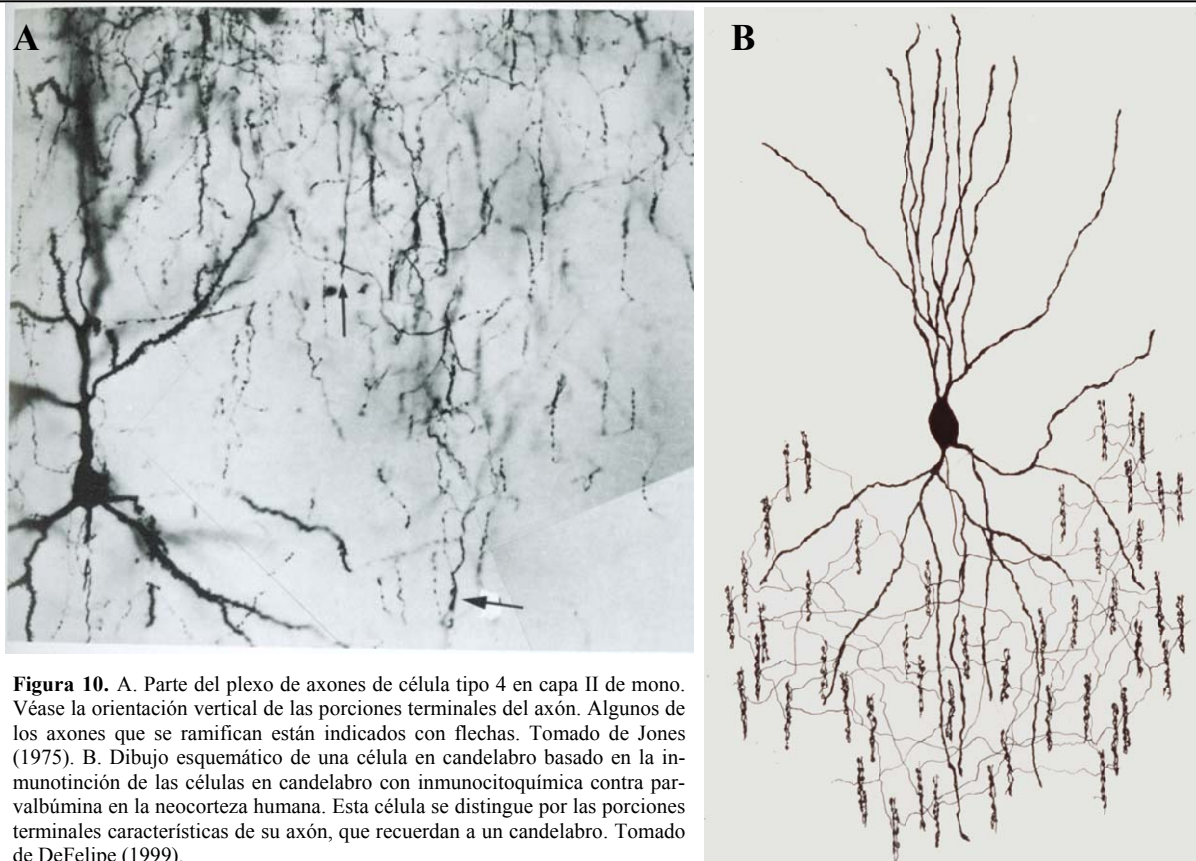 A
B
Figura 10. A. Parte del plexo de axones de célula tipo 4 en capa II de mono.
Véase la orientación vertical de las porciones terminales del axón. Algunos de
los axones que se ramifican están indicados con flechas. Tomado de Jones
(1975). B. Dibujo esquemático de una célula en candelabro basado en la in-
munotinción de las células en candelabro con inmunocitoquímica contra par-
valbúmina en la neocorteza humana. Esta célula se distingue por las porciones
terminales características de su axón, que recuerdan a un candelabro. Tomado
de DeFelipe (1999).